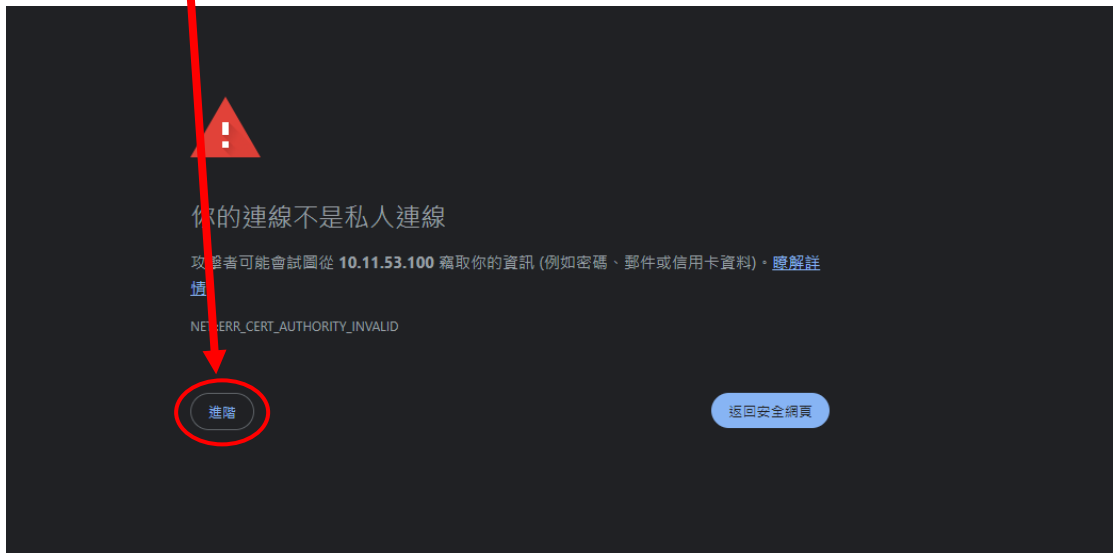 你的連線不是私人連線
攻擊者可能會試圖從 10.11.53.100 竊取你的資訊 (例如密碼、郵件或信用卡資料)。瞭解詳
情
NET::ERR_CERT_AUTHORITY_INVALID
進階
返回安全網頁